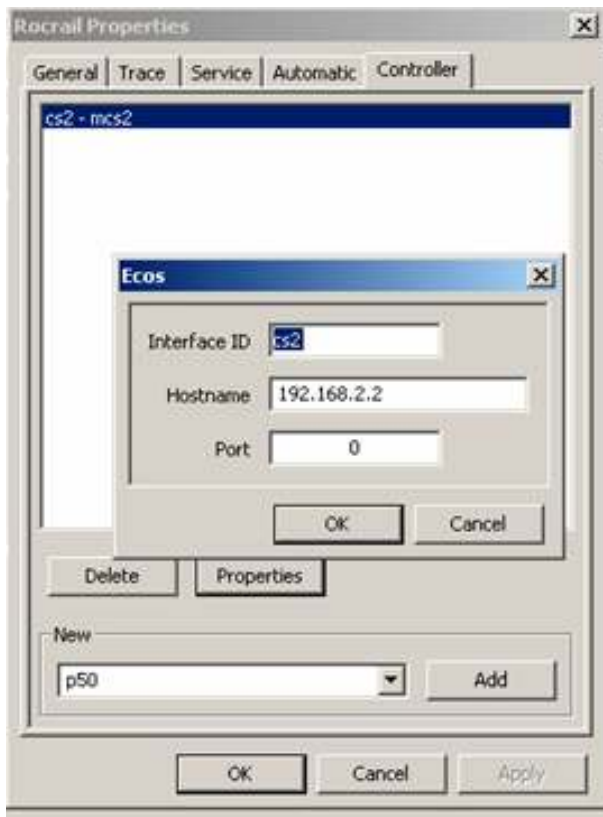 Rocrail Properties
General Trace Service Automatic Controller
cs2 - mcs2
Ecos
Interface ID cs2
Hostname 192.168.2.2
Port 0
OK Cancel
Delete Properties
New
p50 Add
OK Cancel Apply